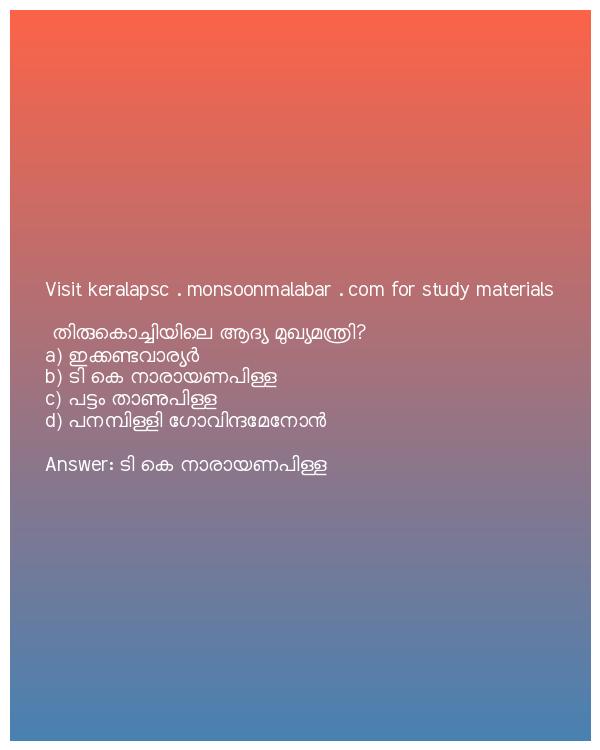 Visit keralapsc . monsoonmalabar . com for study materials
തിരുകൊച്ചിയിലെ ആദ്യ മുഖ്യമന്ത്രി?
a) ഇക്കണ്ടവാര്യർ
b) ടി കെ നാരായണപിള്ള
c) പട്ടം താണുപിള്ള
d) പനമ്പിള്ളി ഗോവിന്ദമേനോൻ
Answer: ടി കെ നാരായണപിള്ള